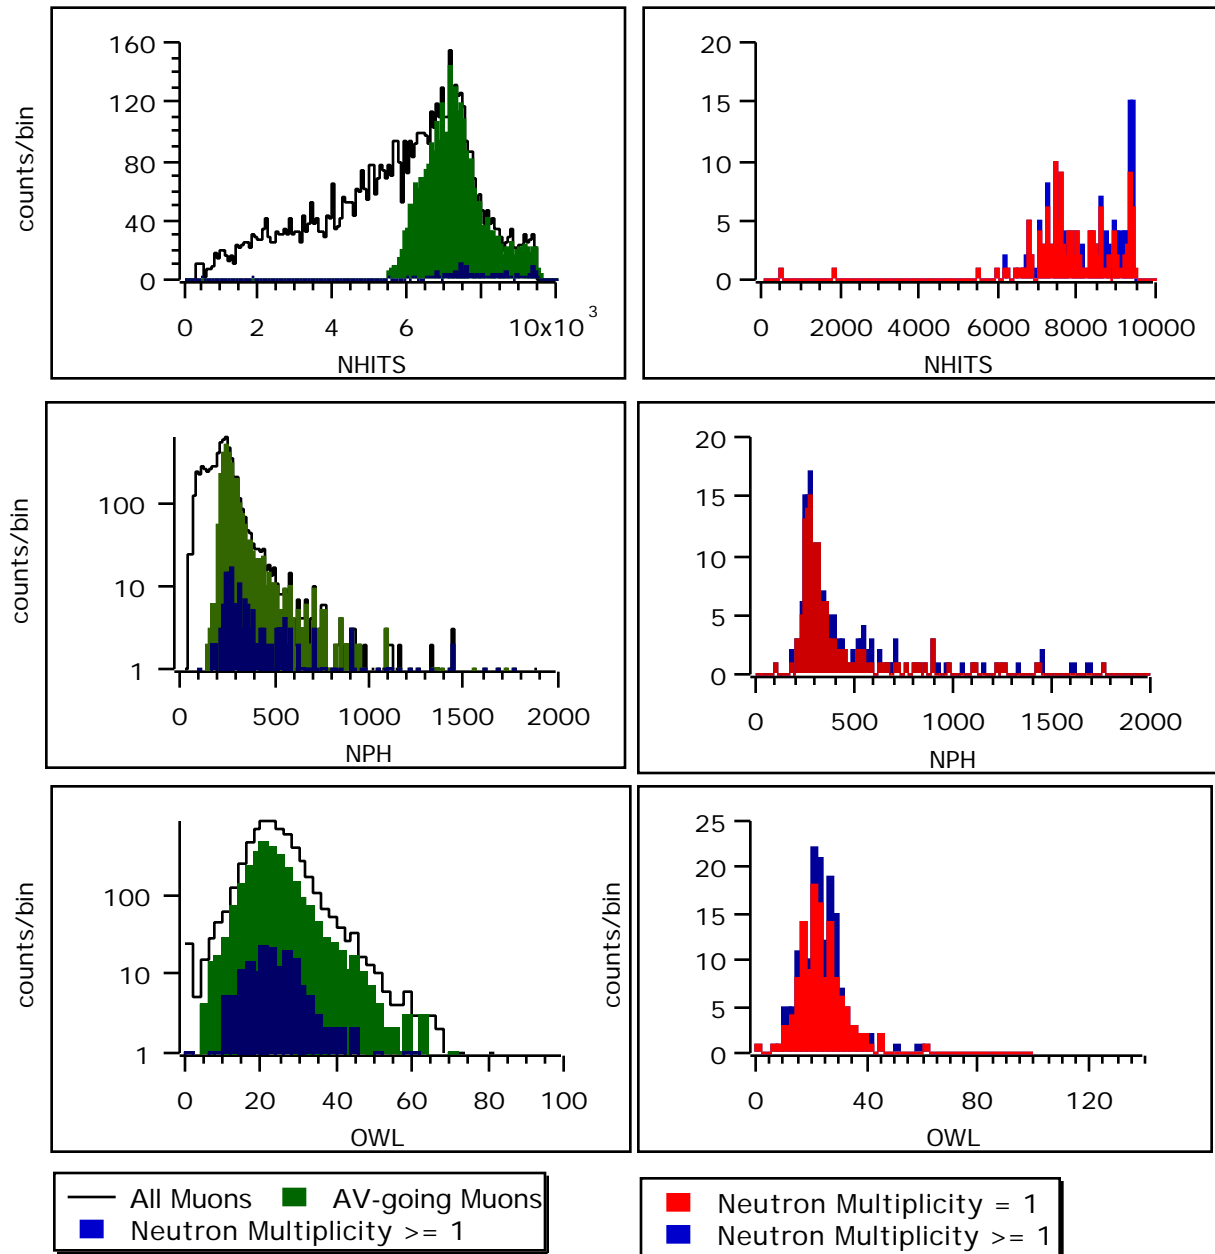 160
120
80
40
0
counts/bin
0 2 4 6 10x10 3
NHITS
20
15
10
5
0
0 2000 4000 6000 8000 10000
NHITS
100
10
1
counts/bin
0 500 1000 1500 2000
NPH
20
15
10
5
0
0 500 1000 1500 2000
NPH
100
10
1
counts/bin
0 20 40 60 80 100
OWL
25
20
15
10
5
0
counts/bin
0 40 80 120
OWL
All Muons AV-going Muons
Neutron Multiplicity >= 1
Neutron Multiplicity = 1
Neutron Multiplicity >= 1